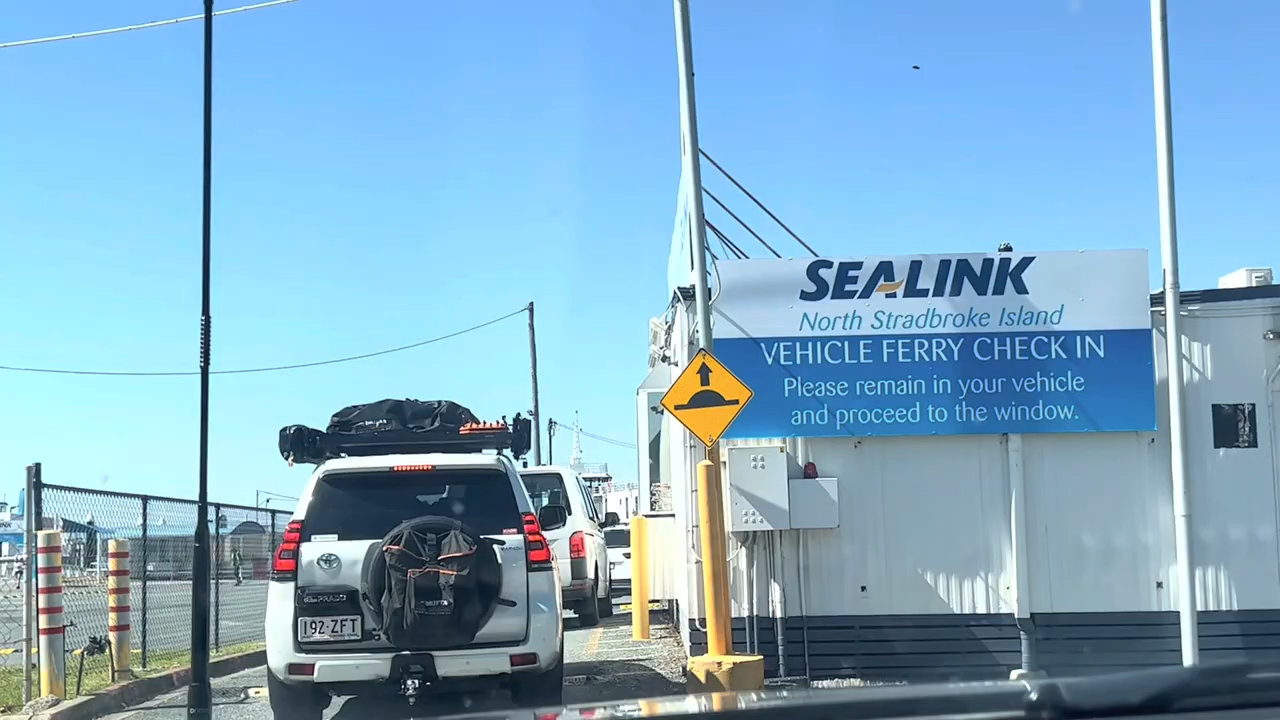 SEALINK
North Stradbroke Island
VEHICLE FERRY CHECK IN
Please remain in your vehicle
and proceed to the window.
192·ZFT